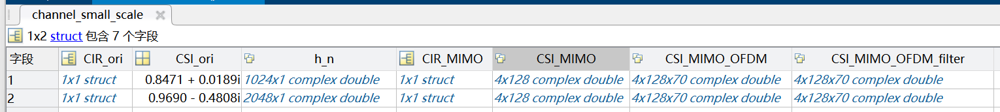 channel_small_scale
1x2 struct 包含 7 个字段
字段 CIR_ori CSI_ori h_n CIR_MIMO CSI_MIMO CSI_MIMO_OFDM CSI_MIMO_OFDM_filter
1 1x1 struct 0.8471 + 0.0189i 1024x1 complex double 1x1 struct 4x128 complex double 4x128x70 complex double 4x128x70 complex double
2 1x1 struct 0.9690 - 0.4808i 2048x1 complex double 1x1 struct 4x128 complex double 4x128x70 complex double 4x128x70 complex double